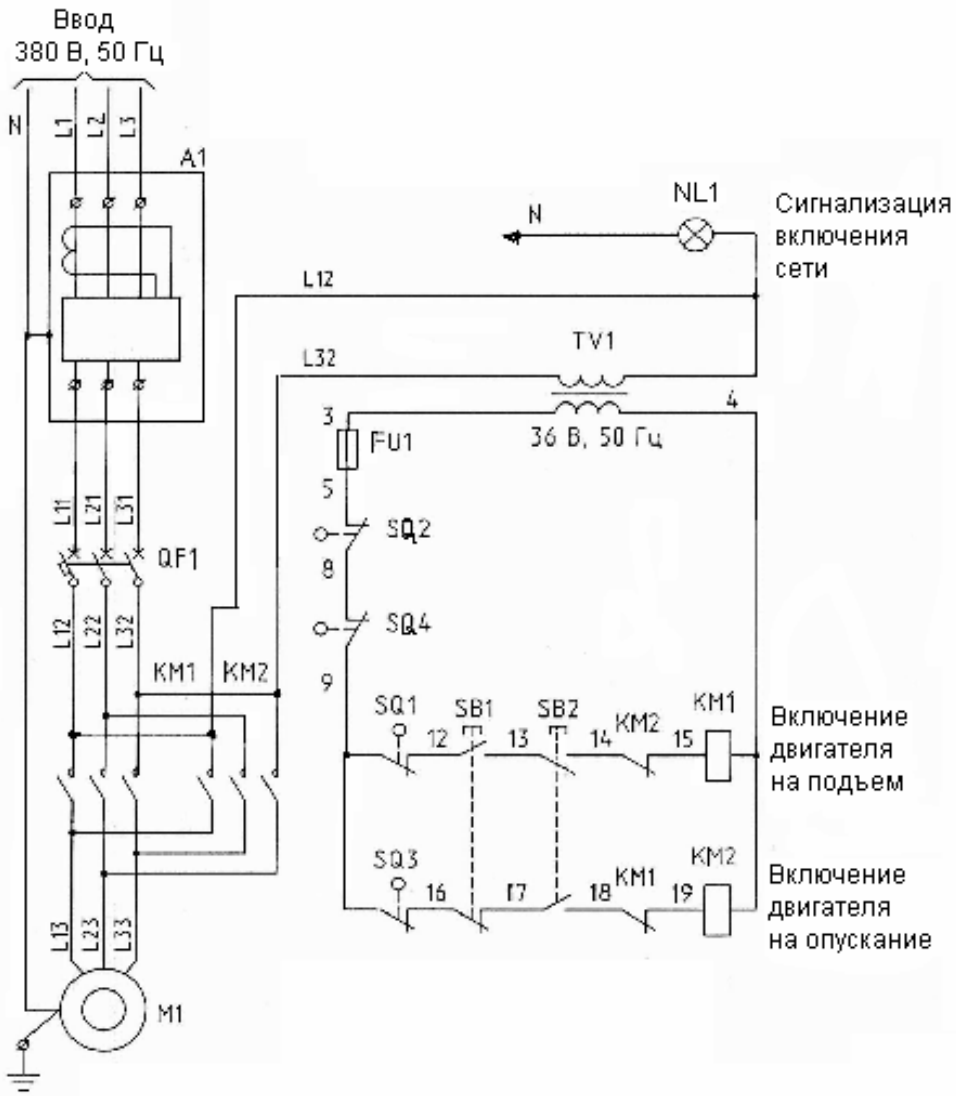 Ввод
380 В, 50 Гц
N
L1
L2
L3
A1
NL1
N
Сигнализация
включения
сети
L12
TV1
L32
4
3
36 В, 50 Гц
FU1
5
L11
L21
L31
SQ2
QF1
8
L12
L22
L32
SQ4
KM1
KM2
9
SQ1
12
SB1
13
SB2
14
KM2
15
KM1
Включение
двигателя
на подъем
SQ3
16
17
18
KM1
19
KM2
Включение
двигателя
на опускание
L13
L23
L33
M1